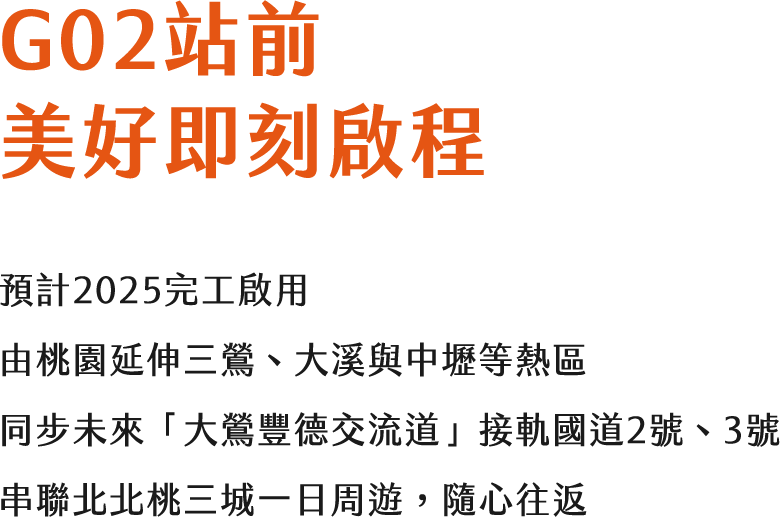 G02站前
美好即刻啟程
預計2025完工啟用
由桃園延伸三鶯、大溪與中壢等熱區
同步未來「大鶯豐德交流道」接軌國道2號、3號
串聯北北桃三城一日周遊，隨心往返